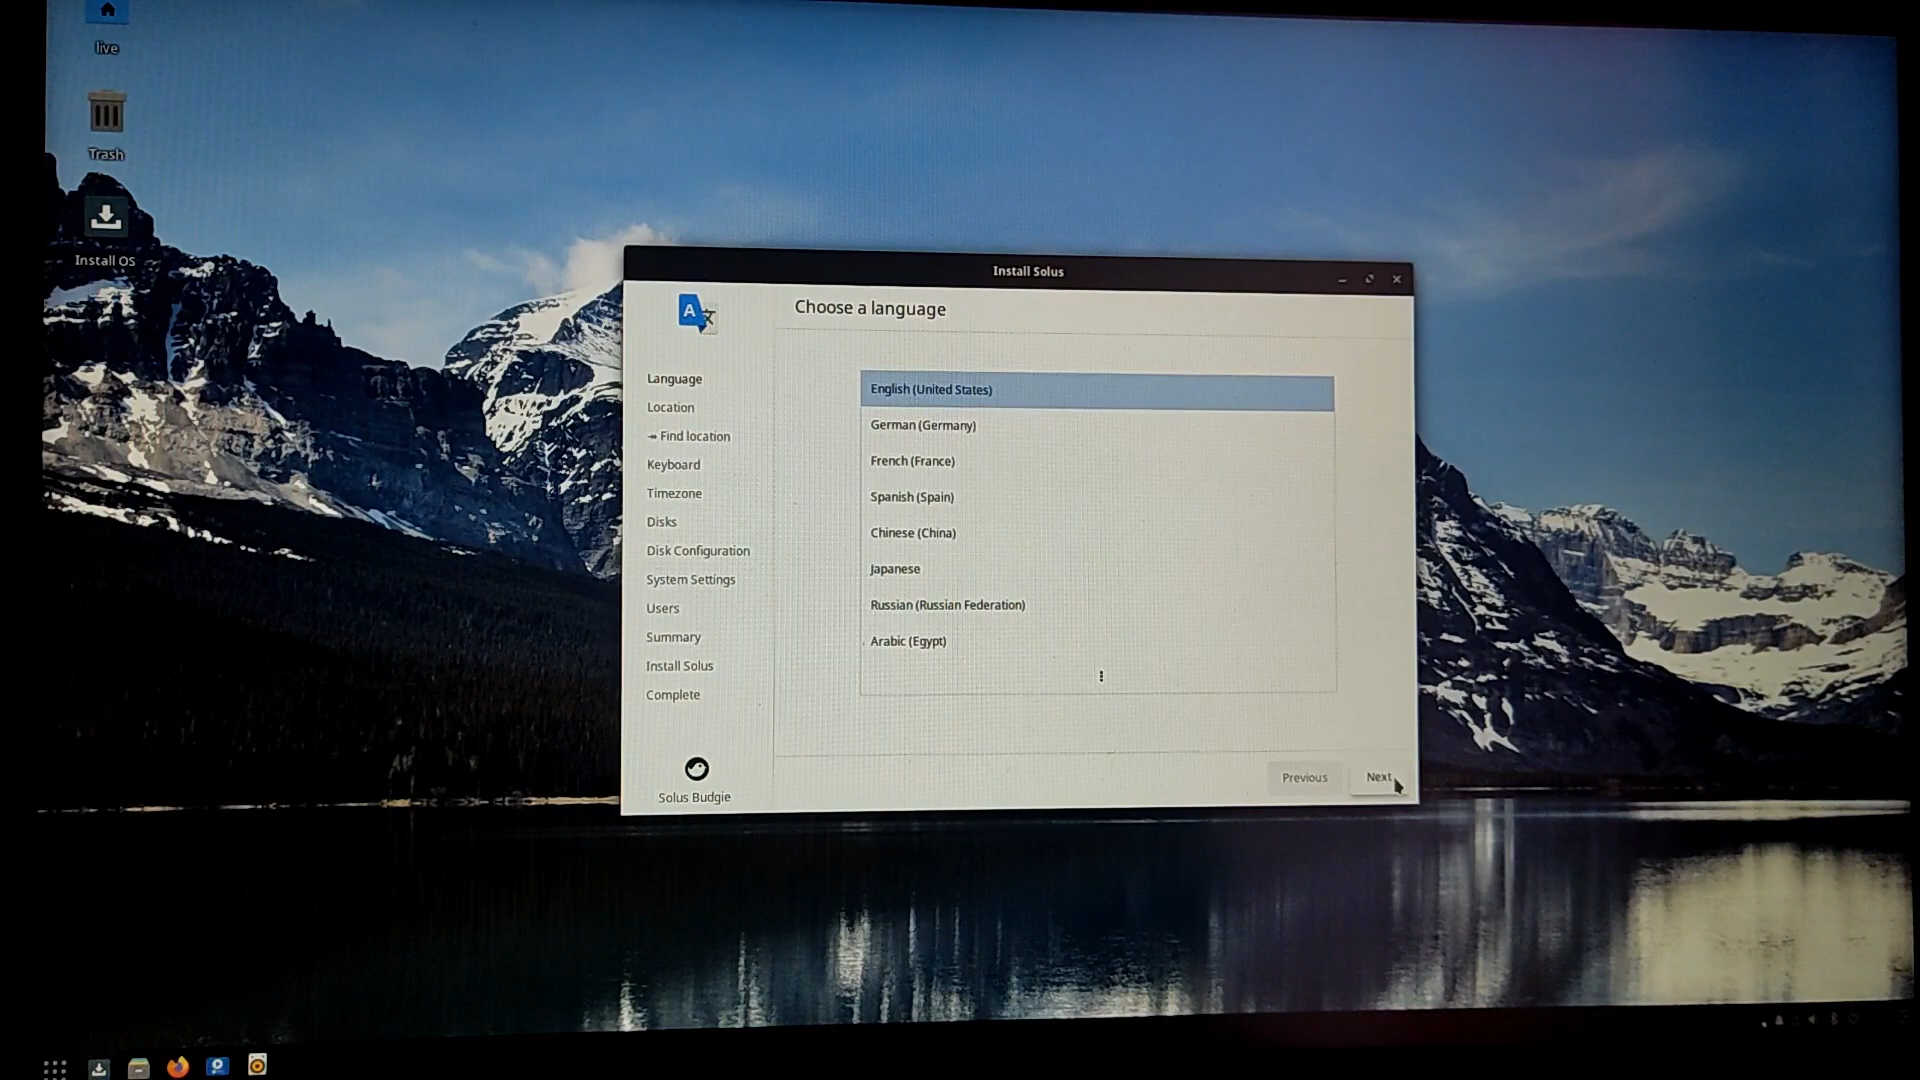 live
Trash
Install OS
Install Solus
Choose a language
Language
Location
Find location
Keyboard
Timezone
Disks
Disk Configuration
System Settings
Users
Summary
Install Solus
Complete
Solus Budgie
English (United States)
German (Germany)
French (France)
Spanish (Spain)
Chinese (China)
Japanese
Russian (Russian Federation)
Arabic (Egypt)
Previous
Next